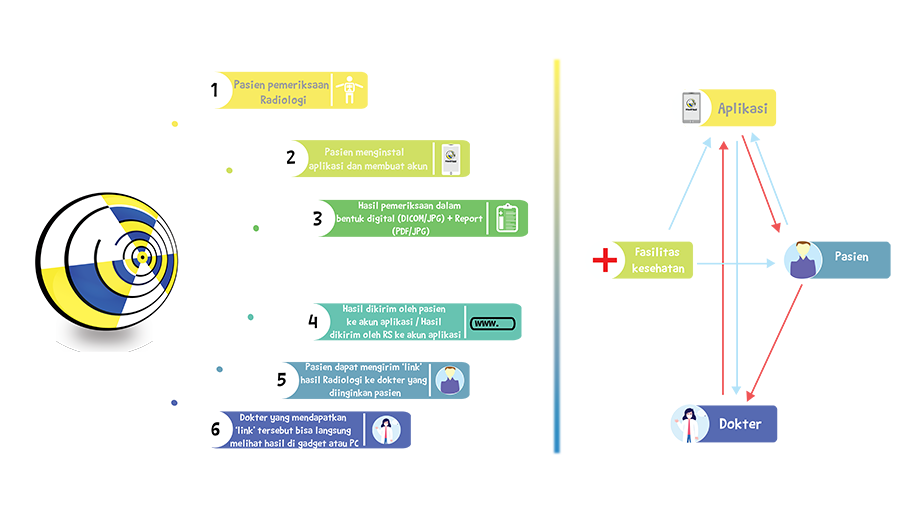 1
Pasien pemeriksaan
Radiologi
2
Pasien menginstal
aplikasi dan membuat akun
3
Hasil pemeriksaan dalam
bentuk digital (DICOM/JPG) + Report
(PDF/JPG)
4
Hasil dikirim oleh pasien
ke akun aplikasi / Hasil
dikirim oleh RS ke akun aplikasi
www.
5
Pasien dapat mengirim 'link'
hasil Radiologi ke dokter yang
diinginkan pasien
6
Dokter yang mendapatkan
'link' tersebut bisa langsung
melihat hasil di gadget atau PC
Aplikasi
Fasilitas
kesehatan
Pasien
Dokter